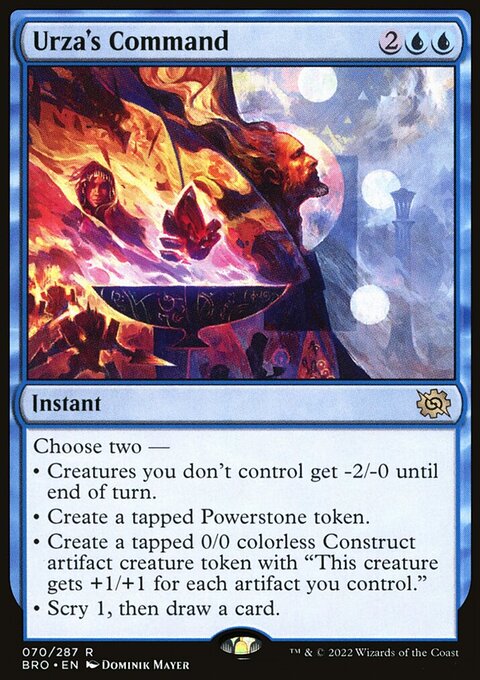 Urza's Command 2
Instant
Choose two —
• Creatures you don't control get -2/-0 until
end of turn.
• Create a tapped Powerstone token.
• Create a tapped 0/0 colorless Construct
artifact creature token with “This creature
gets +1/+1 for each artifact you control.”
• Scry 1, then draw a card.
070/287 R
BRO • EN Dominik Mayer
™ & © 2022 Wizards of the Coast